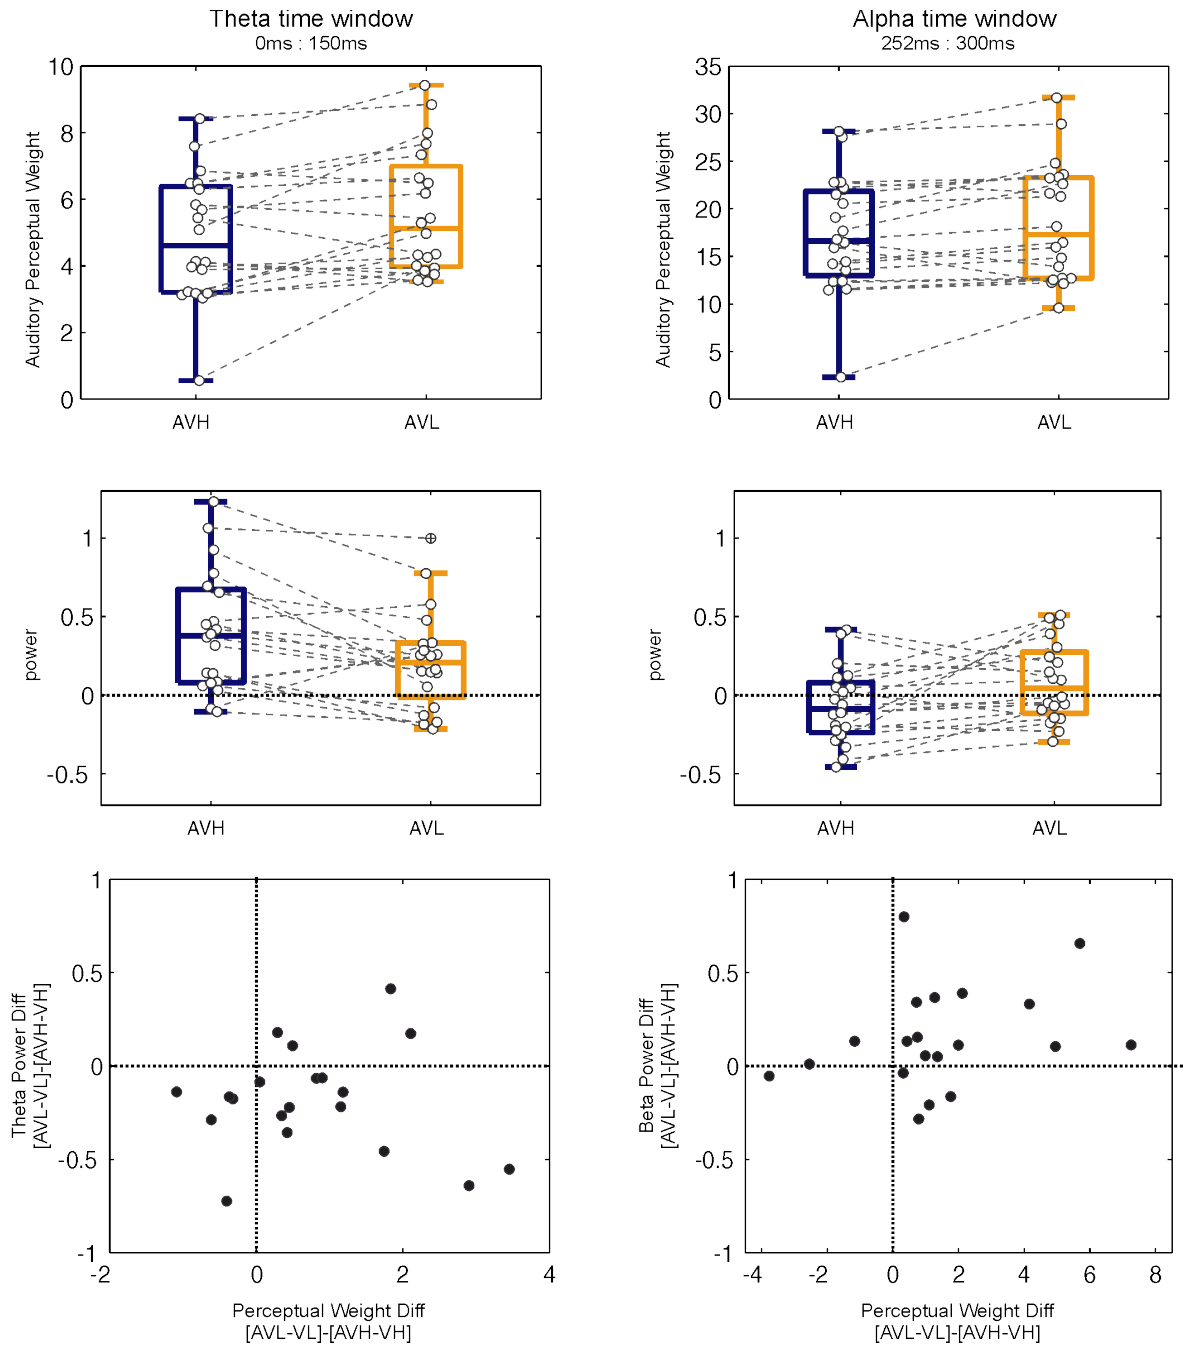 Theta time window
0ms : 150ms
10
8
6
4
2
0
Auditory Perceptual Weight
AVH
AVL
Alpha time window
252ms : 300ms
35
30
25
20
15
10
5
0
Auditory Perceptual Weight
AVH
AVL
1
0.5
0
-0.5
power
AVH
AVL
1
0.5
0
-0.5
power
AVH
AVL
1
0.5
0
-0.5
-1
Theta Power Diff
[AVL-VL]-[AVH-VH]
-2
0
2
4
Perceptual Weight Diff
[AVL-VL]-[AVH-VH]
1
0.5
0
-0.5
-1
Beta Power Diff
[AVL-VL]-[AVH-VH]
-4
-2
0
2
4
6
8
Perceptual Weight Diff
[AVL-VL]-[AVH-VH]